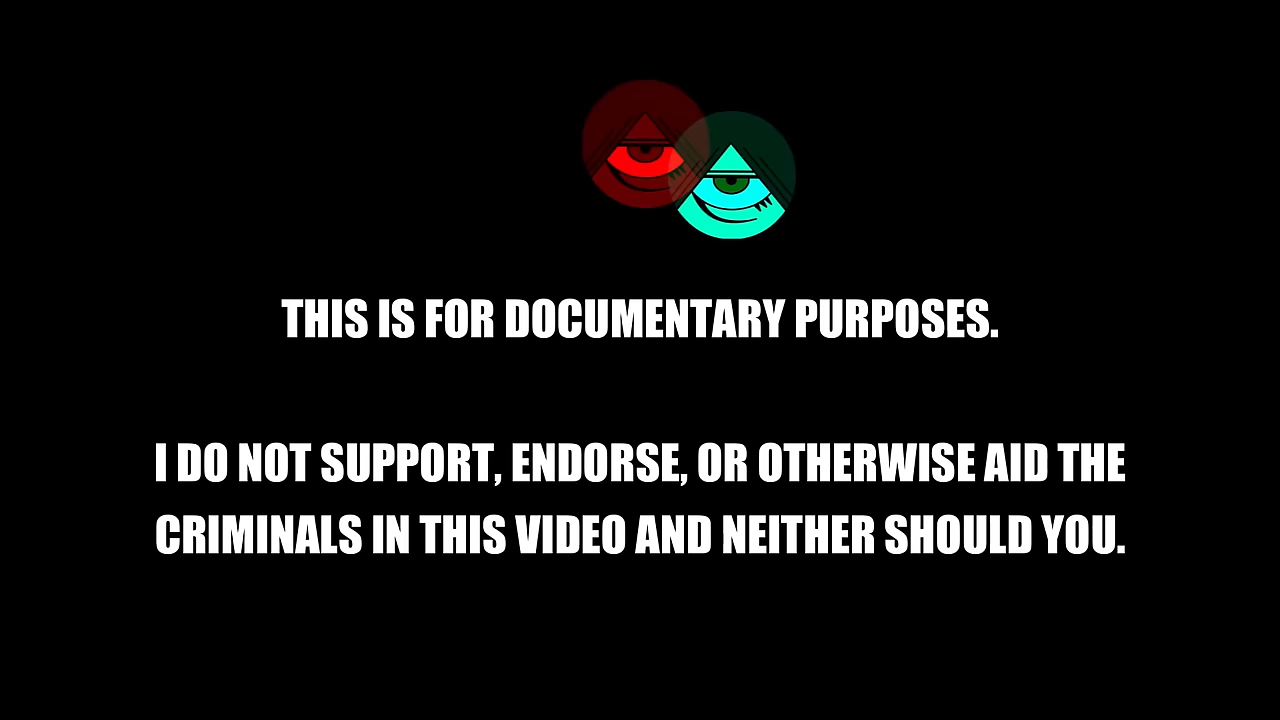 THIS IS FOR DOCUMENTARY PURPOSES.
I DO NOT SUPPORT, ENDORSE, OR OTHERWISE AID THE
CRIMINALS IN THIS VIDEO AND NEITHER SHOULD YOU.